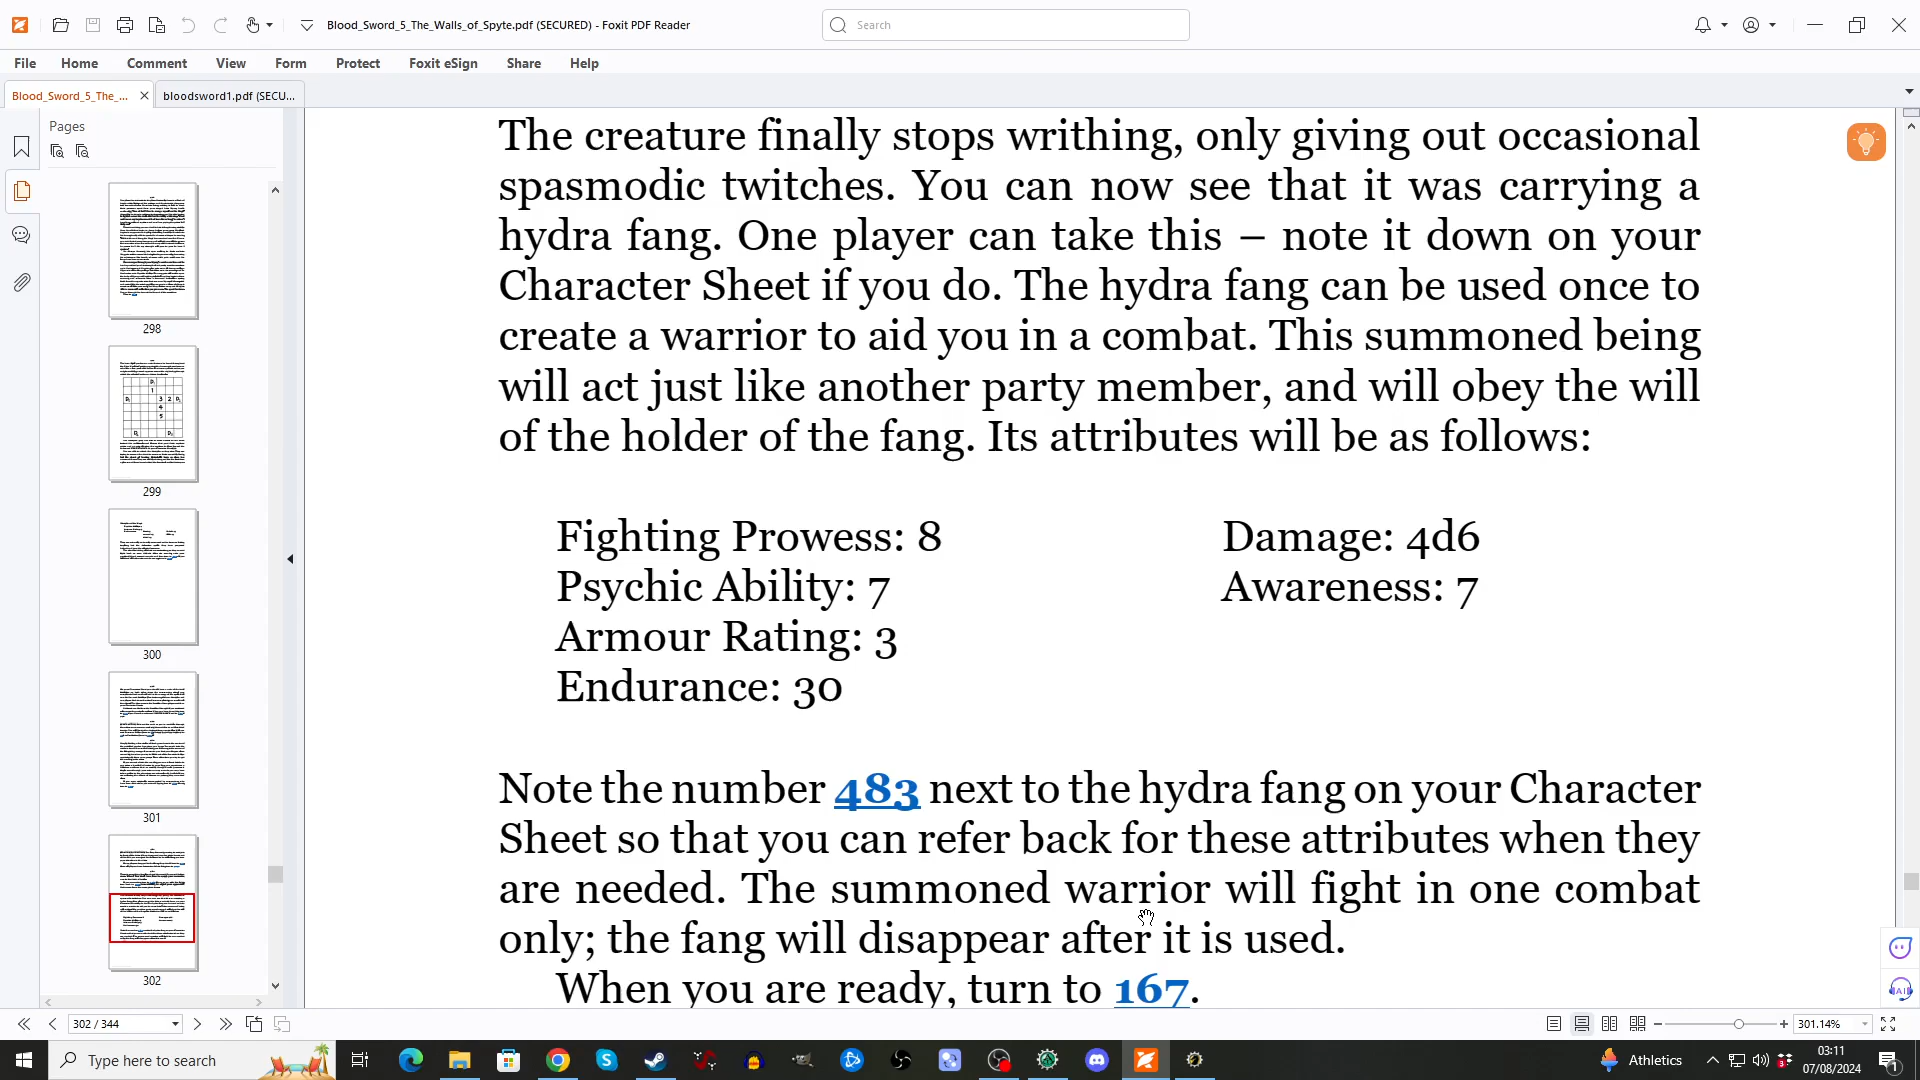 Blood_Sword_5_The_Walls_of_Spyte.pdf (SECURED) - Foxit PDF Reader
Search
File Home Comment View Form Protect Foxit eSign Share Help
Blood_Sword_5_The_... bloodsword1.pdf (SECU...
Pages
298
299
300
301
302
The creature finally stops writhing, only giving out occasional
spasmodic twitches. You can now see that it was carrying a
hydra fang. One player can take this – note it down on your
Character Sheet if you do. The hydra fang can be used once to
create a warrior to aid you in a combat. This summoned being
will act just like another party member, and will obey the will
of the holder of the fang. Its attributes will be as follows:
Fighting Prowess: 8 Damage: 4d6
Psychic Ability: 7 Awareness: 7
Armour Rating: 3
Endurance: 30
Note the number 483 next to the hydra fang on your Character
Sheet so that you can refer back for these attributes when they
are needed. The summoned warrior will fight in one combat
only; the fang will disappear after it is used.
When you are ready, turn to 167.
302 / 344
301.14%
Type here to search
Athletics
03:11
07/08/2024